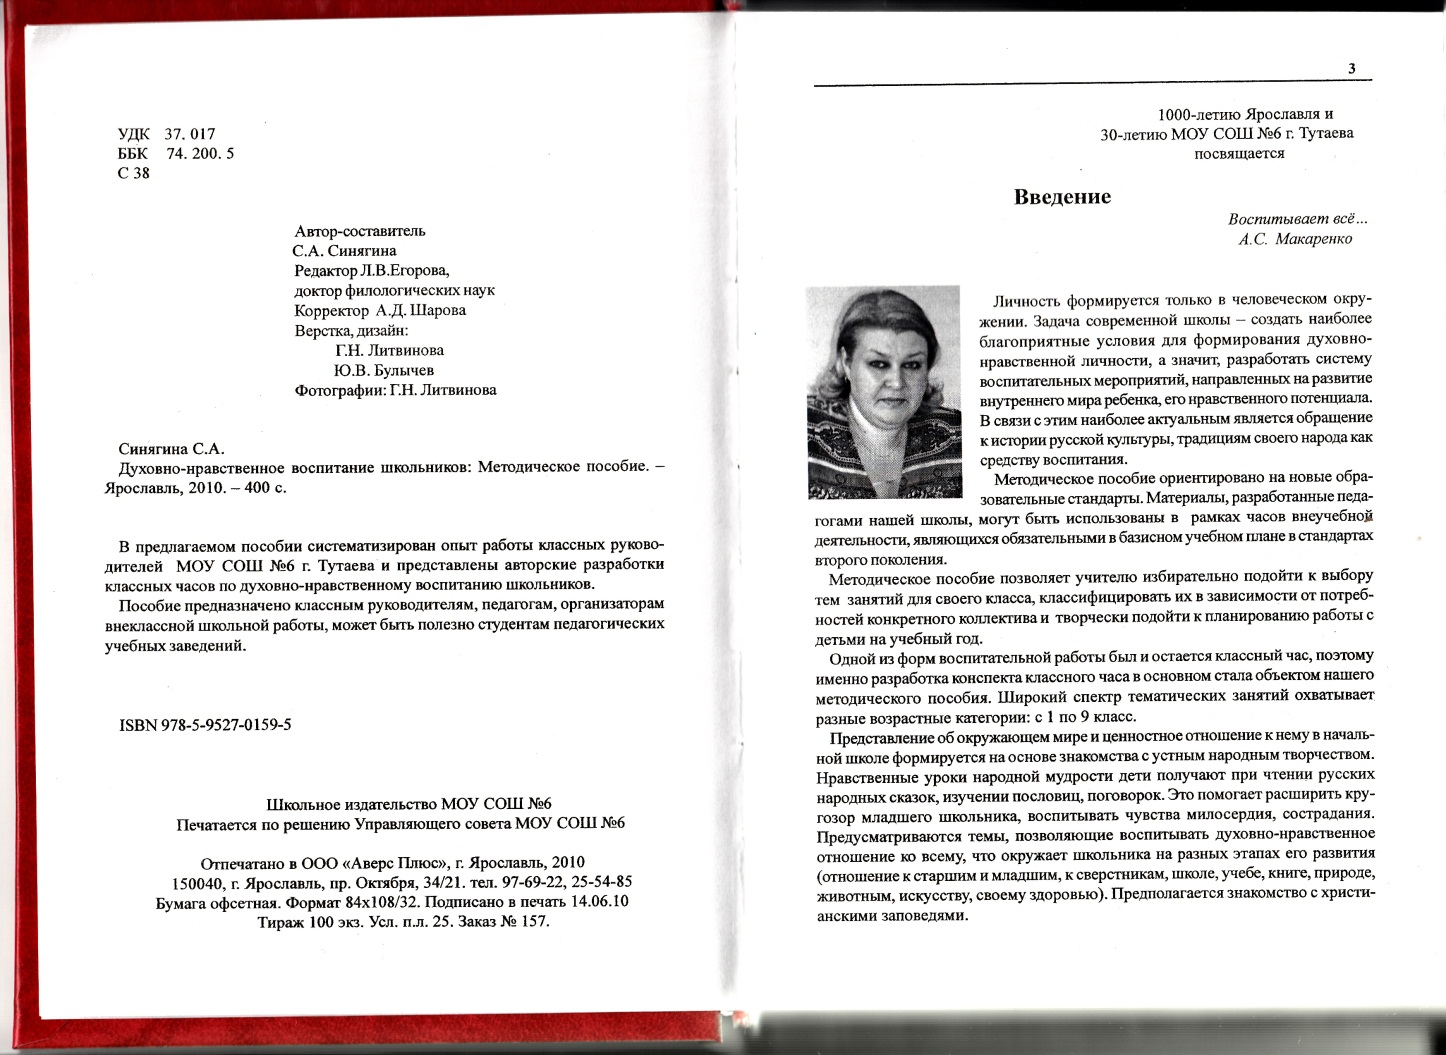 УДК 37. 017
ББК 74. 200. 5
С 38
Автор-составитель
С.А. Синягина
Редактор Л.В.Егорова,
доктор филологических наук
Корректор А.Д. Шарова
Верстка, дизайн:
Г.Н. Литвинова
Ю.В. Булычев
Фотографии: Г.Н. Литвинова
Синягина С.А.
Духовно-нравственное воспитание школьников: Методическое пособие. –
Ярославль, 2010. – 400 с.
В предлагаемом пособии систематизирован опыт работы классных руково-
дителей МОУ СОШ №6 г. Тутаева и представлены авторские разработки
классных часов по духовно-нравственному воспитанию школьников.
Пособие предназначено классным руководителям, педагогам, организаторам
внеклассной школьной работы, может быть полезно студентам педагогических
учебных заведений.
ISBN 978-5-9527-0159-5
Школьное издательство МОУ СОШ №6
Печатается по решению Управляющего совета МОУ СОШ №6
Отпечатано в ООО «Аверс Плюс», г. Ярославль, 2010
150040, г. Ярославль, пр. Октября, 34/21. тел. 97-69-22, 25-54-85
Бумага офсетная. Формат 84х108/32. Подписано в печать 14.06.10
Тираж 100 экз. Усл. п.л. 25. Заказ № 157.
3
1000-летию Ярославля и
30-летию МОУ СОШ №6 г. Тутаева
посвящается
Введение
Воспитывает всё...
А.С. Макаренко
Личность формируется только в человеческом окру-
жении. Задача современной школы – создать наиболее
благоприятные условия для формирования духовно-
нравственной личности, а значит, разработать систему
воспитательных мероприятий, направленных на развитие
внутреннего мира ребенка, его нравственного потенциала.
В связи с этим наиболее актуальным является обращение
к истории русской культуры, традициям своего народа как
средству воспитания.
Методическое пособие ориентировано на новые обра-
зовательные стандарты. Материалы, разработанные педа-
гогами нашей школы, могут быть использованы в рамках часов внеучебной
деятельности, являющихся обязательными в базисном учебном плане в стандартах
второго поколения.
Методическое пособие позволяет учителю избирательно подойти к выбору
тем занятий для своего класса, классифицировать их в зависимости от потреб-
ностей конкретного коллектива и творчески подойти к планированию работы с
детьми на учебный год.
Одной из форм воспитательной работы был и остается классный час, поэтому
именно разработка конспекта классного часа в основном стала объектом нашего
методического пособия. Широкий спектр тематических занятий охватывает
разные возрастные категории: с 1 по 9 класс.
Представление об окружающем мире и ценностное отношение к нему в началь-
ной школе формируется на основе знакомства с устным народным творчеством.
Нравственные уроки народной мудрости дети получают при чтении русских
народных сказок, изучении пословиц, поговорок. Это помогает расширить кру-
гозор младшего школьника, воспитывать чувства милосердия, сострадания.
Предусматриваются темы, позволяющие воспитывать духовно-нравственное
отношение ко всему, что окружает школьника на разных этапах его развития
(отношение к старшим и младшим, к сверстникам, школе, учебе, книге, природе,
животным, искусству, своему здоровью). Предполагается знакомство с христи-
анскими заповедями.